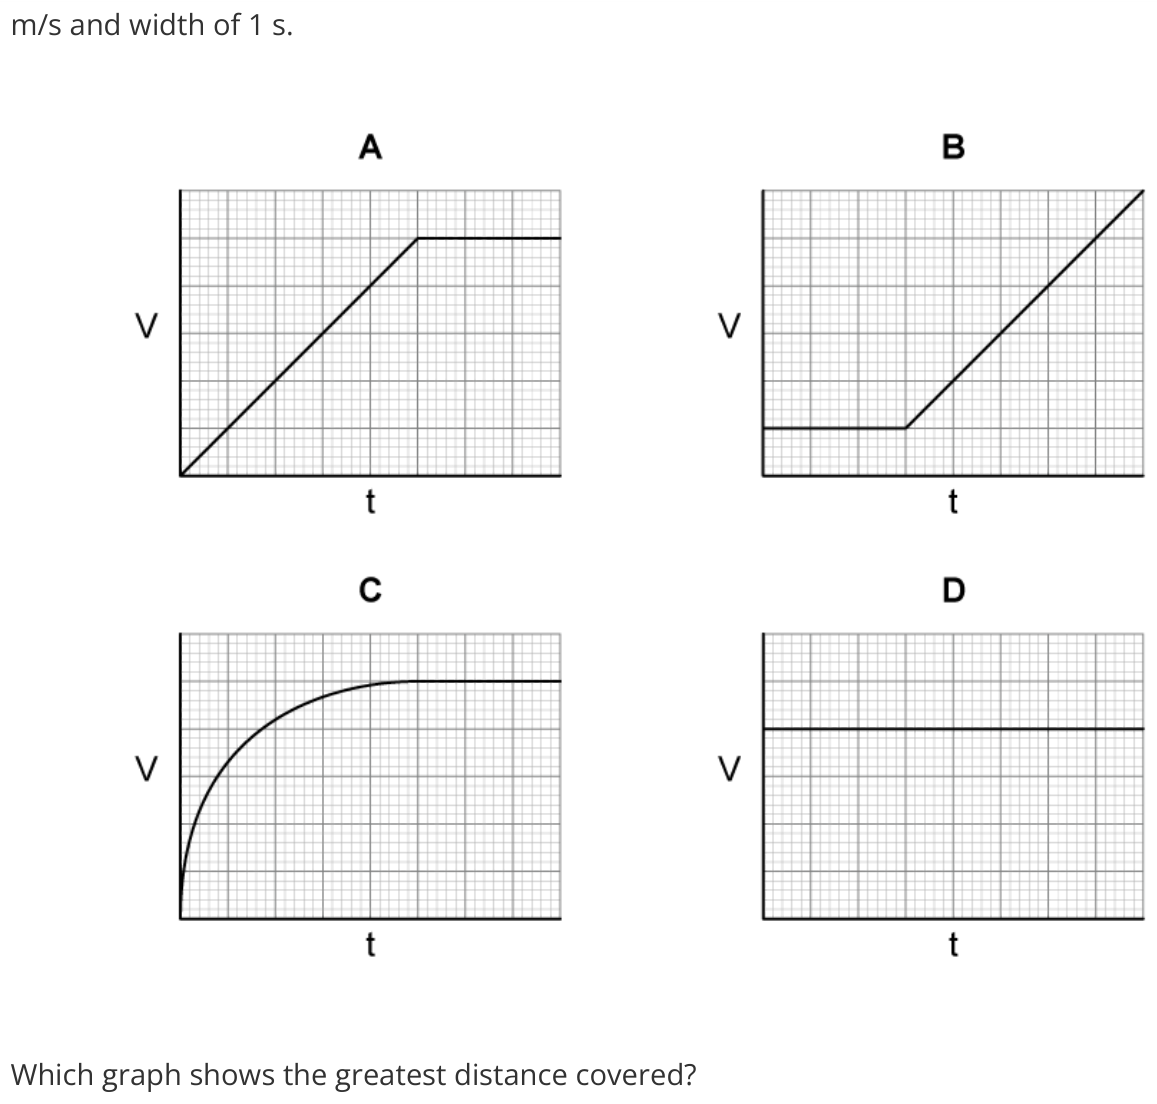 m/s and width of 1 s.
A
B
V
V
t
t
C
D
V
V
t
t
Which graph shows the greatest distance covered?